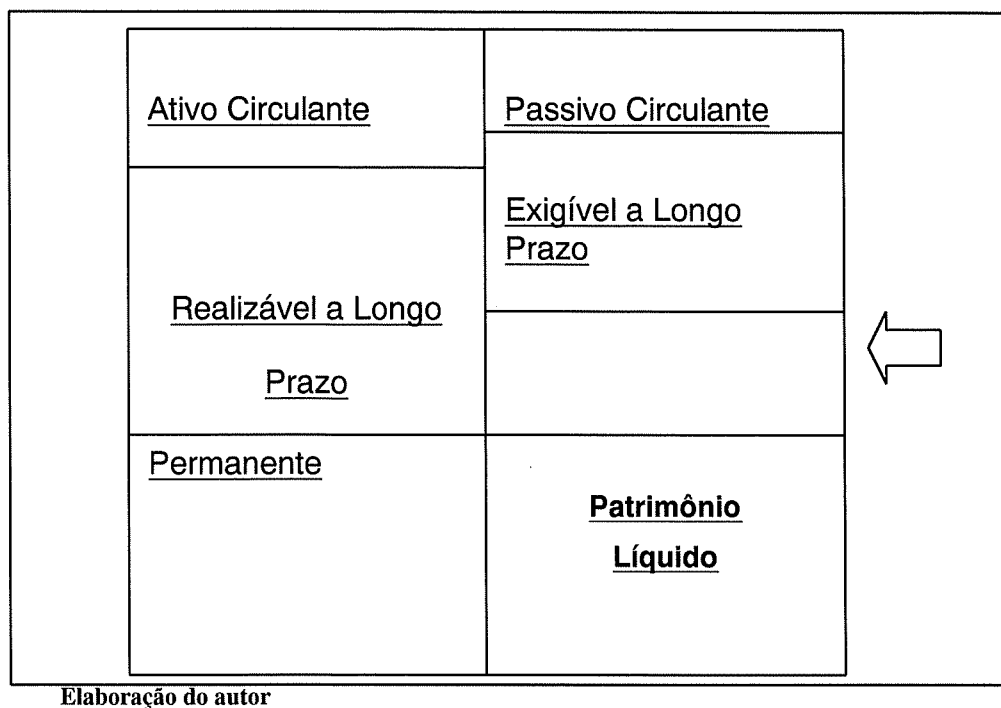 Ativo Circulante
Passivo Circulante
Exigível a Longo
Prazo
Realizável a Longo
Prazo
Permanente
Patrimônio
Líquido
Elaboração do autor